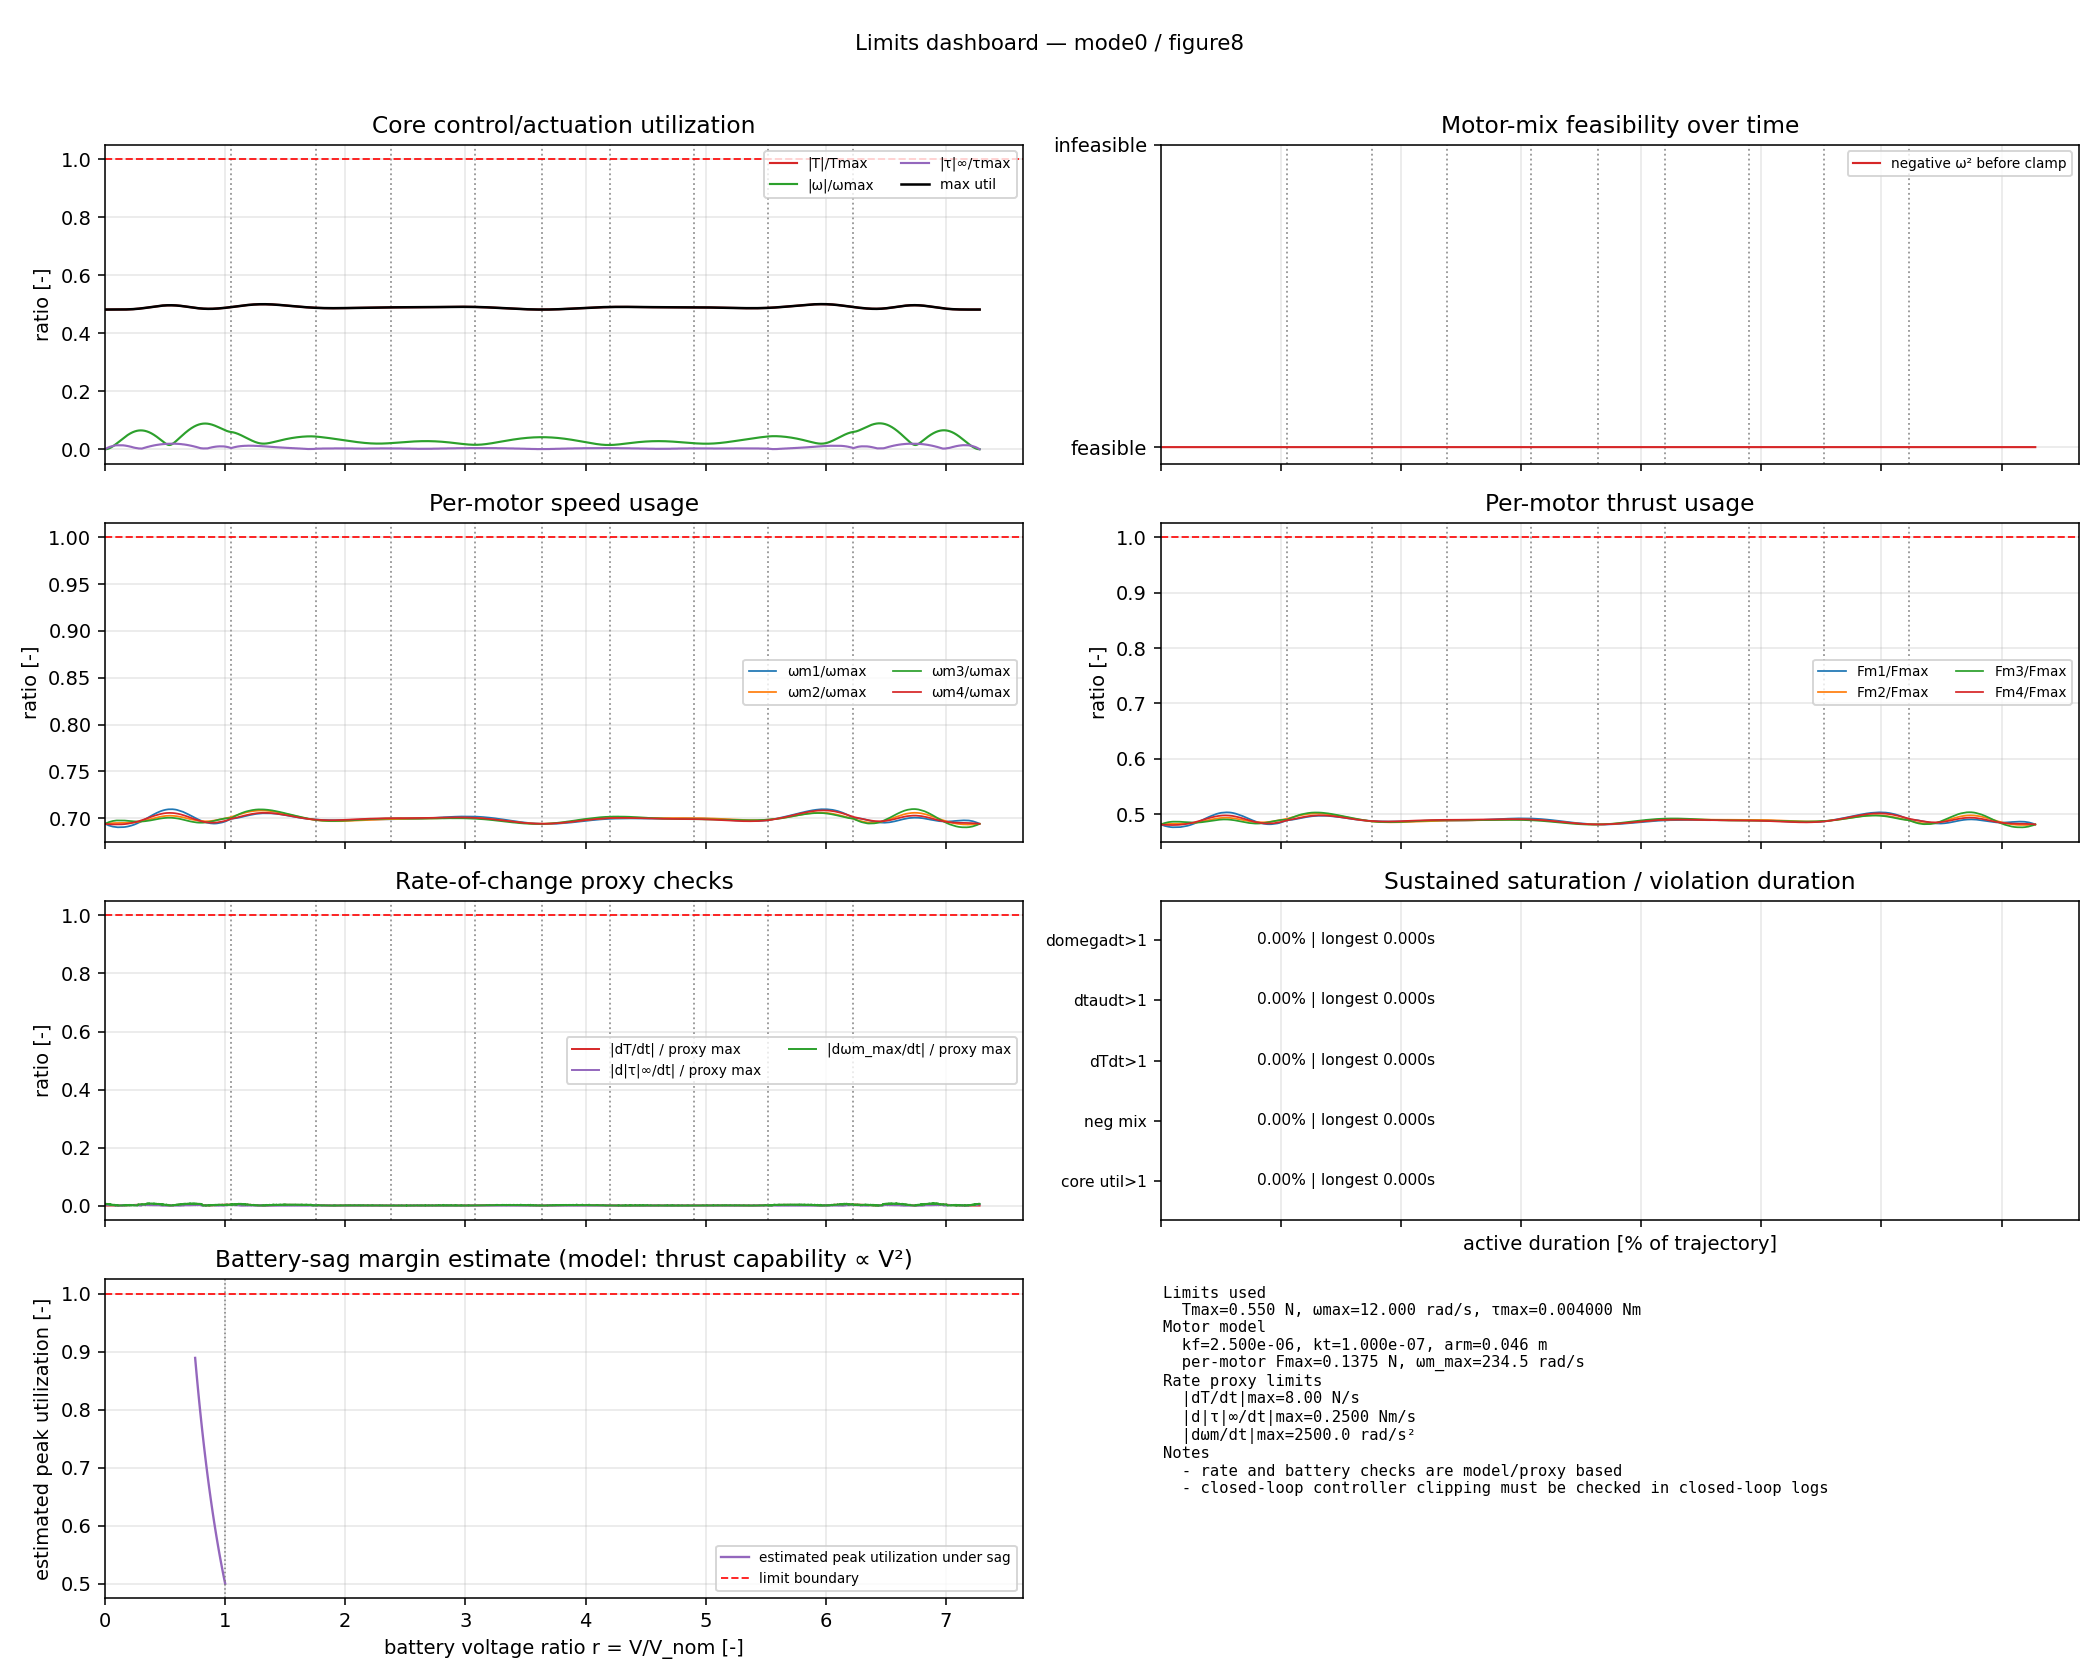 Limits dashboard — mode0 / figure8
Core control/actuation utilization
ratio [-]
1.0
0.8
0.6
0.4
0.2
0.0
|T|/Tmax
|ω|/ωmax
|τ|∞/τmax
max util
Motor-mix feasibility over time
infeasible
feasible
negative ω² before clamp
Per-motor speed usage
ratio [-]
1.00
0.95
0.90
0.85
0.80
0.75
0.70
ωm1/ωmax
ωm2/ωmax
ωm3/ωmax
ωm4/ωmax
Per-motor thrust usage
ratio [-]
1.0
0.9
0.8
0.7
0.6
0.5
Fm1/Fmax
Fm2/Fmax
Fm3/Fmax
Fm4/Fmax
Rate-of-change proxy checks
ratio [-]
1.0
0.8
0.6
0.4
0.2
0.0
|dT/dt| / proxy max
|d|τ|∞/dt| / proxy max
|dωm_max/dt| / proxy max
Sustained saturation / violation duration
domegadt>1
0.00% | longest 0.000s
dtaudt>1
0.00% | longest 0.000s
dTdt>1
0.00% | longest 0.000s
neg mix
0.00% | longest 0.000s
core util>1
0.00% | longest 0.000s
active duration [% of trajectory]
Battery-sag margin estimate (model: thrust capability ∝ V²)
estimated peak utilization [-]
1.0
0.9
0.8
0.7
0.6
0.5
estimated peak utilization under sag
limit boundary
0 1 2 3 4 5 6 7
battery voltage ratio r = V/V_nom [-]
Limits used
Tmax=0.550 N, ωmax=12.000 rad/s, τmax=0.004000 Nm
Motor model
kf=2.500e-06, kt=1.000e-07, arm=0.046 m
per-motor Fmax=0.1375 N, ωm_max=234.5 rad/s
Rate proxy limits
|dT/dt|max=8.00 N/s
|d|τ|∞/dt|max=0.2500 Nm/s
|dωm/dt|max=2500.0 rad/s²
Notes
- rate and battery checks are model/proxy based
- closed-loop controller clipping must be checked in closed-loop logs